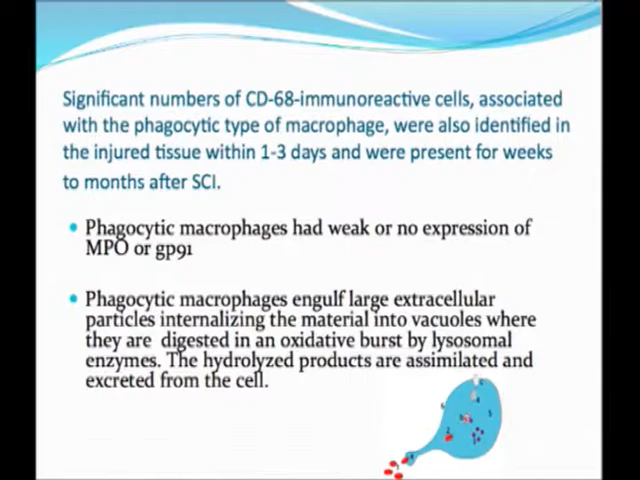 Significant numbers of CD-68-immunoreactive cells, associated
with the phagocytic type of macrophage, were also identified in
the injured tissue within 1-3 days and were present for weeks
to months after SCI.
• Phagocytic macrophages had weak or no expression of
MPO or gp91
• Phagocytic macrophages engulf large extracellular
particles internalizing the material into vacuoles where
they are digested in an oxidative burst by lysosomal
enzymes. The hydrolyzed products are assimilated and
excreted from the cell.